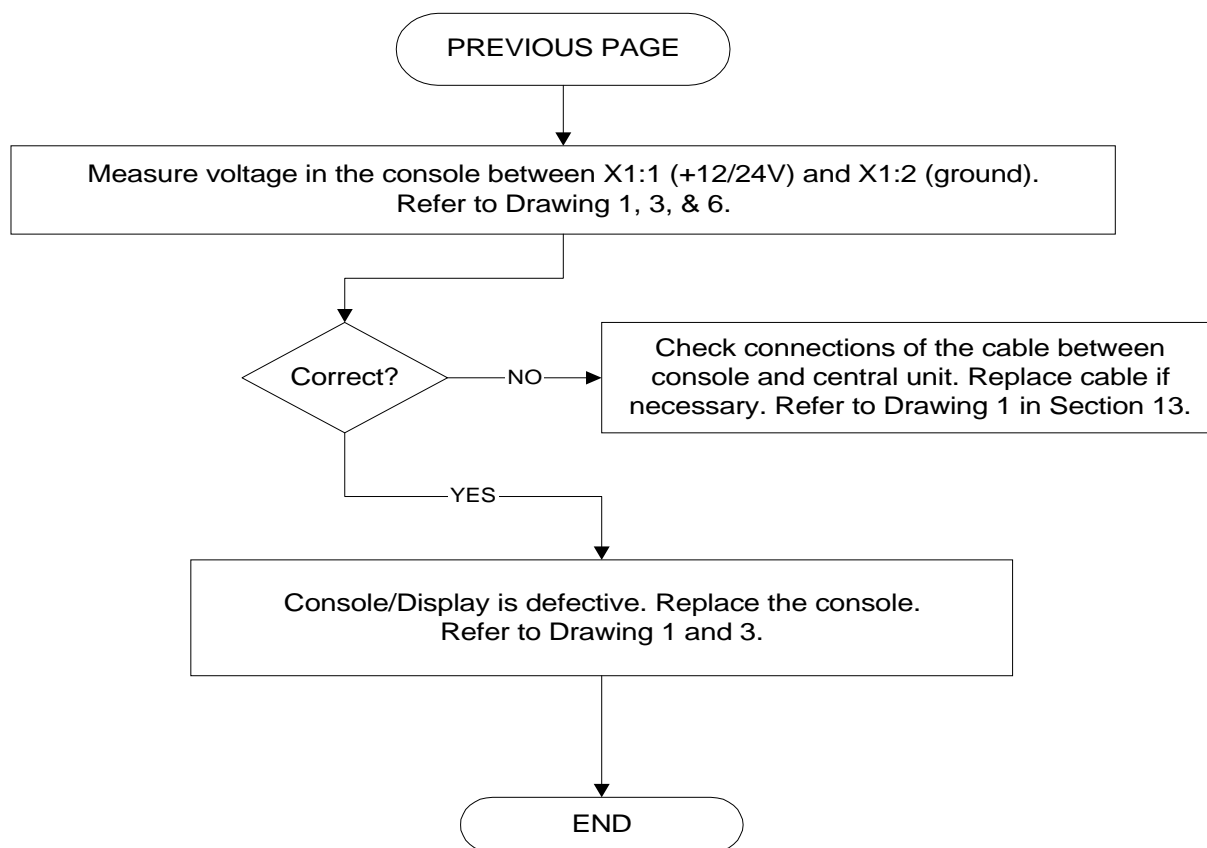 PREVIOUS PAGE
Measure voltage in the console between X1:1 (+12/24V) and X1:2 (ground).
Refer to Drawing 1, 3, & 6.
Correct?
NO
Check connections of the cable between
console and central unit. Replace cable if
necessary. Refer to Drawing 1 in Section 13.
YES
Console/Display is defective. Replace the console.
Refer to Drawing 1 and 3.
END